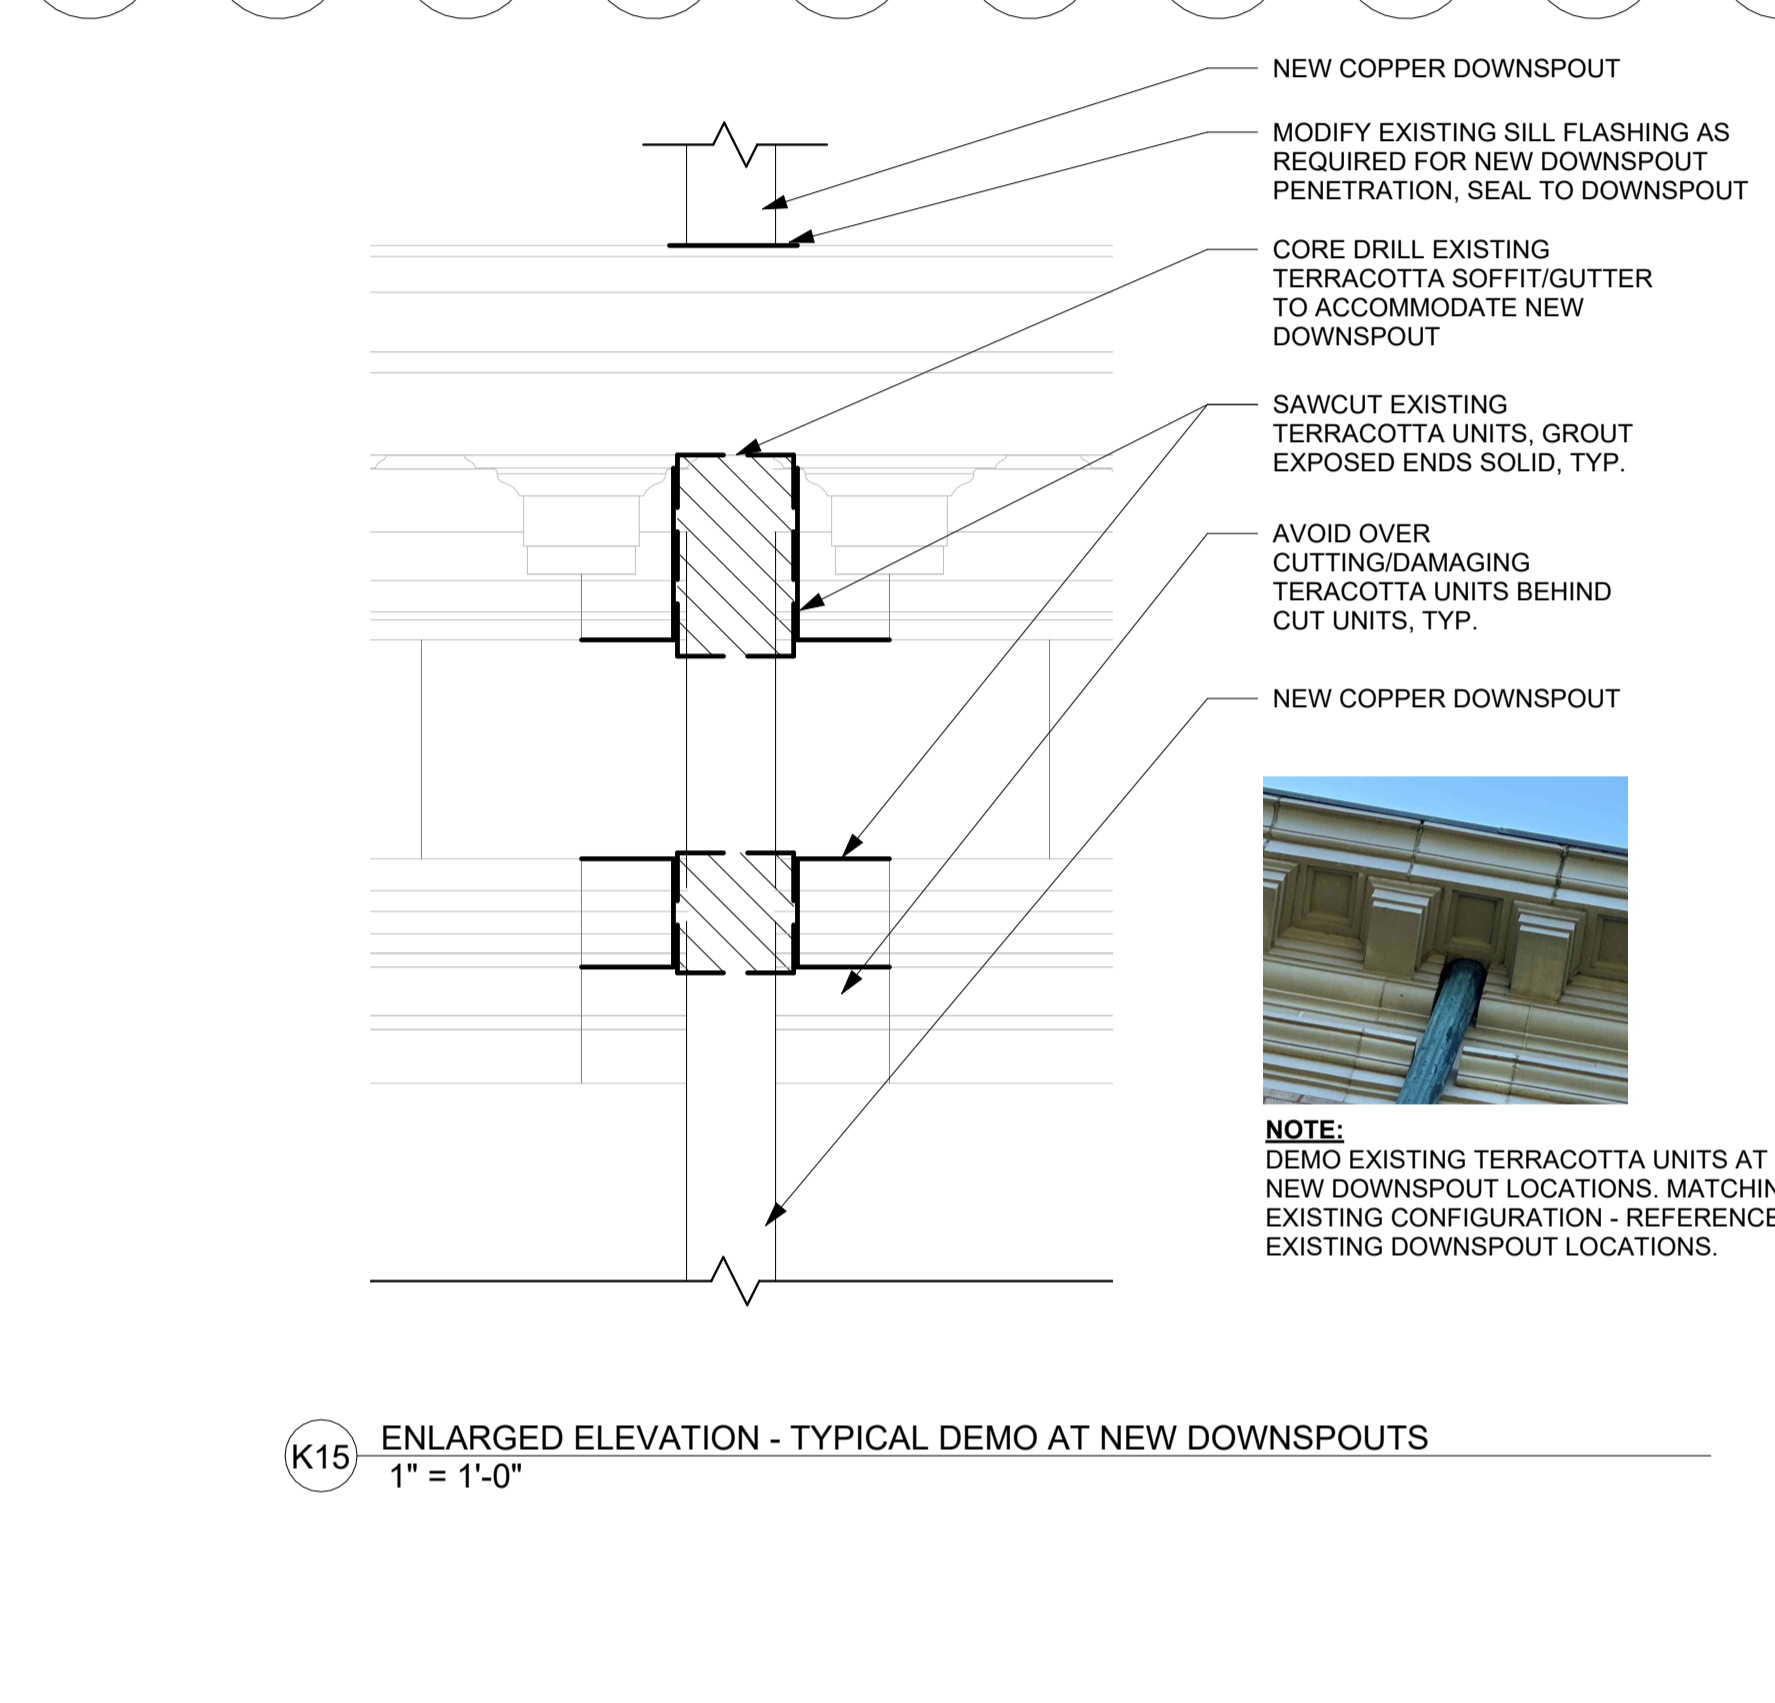 NEW COPPER DOWNSPOUT
MODIFY EXISTING SILL FLASHING AS
REQUIRED FOR NEW DOWNSPOUT
PENETRATION, SEAL TO DOWNSPOUT
CORE DRILL EXISTING
TERRACOTTA SOFFIT/GUTTER
TO ACCOMMODATE NEW
DOWNSPOUT
SAWCUT EXISTING
TERRACOTTA UNITS, GROUT
EXPOSED ENDS SOLID, TYP.
AVOID OVER
CUTTING/DAMAGING
TERACOTTA UNITS BEHIND
CUT UNITS, TYP.
NEW COPPER DOWNSPOUT
NOTE:
DEMO EXISTING TERRACOTTA UNITS AT
NEW DOWNSPOUT LOCATIONS. MATCHIN
EXISTING CONFIGURATION - REFERENCE
EXISTING DOWNSPOUT LOCATIONS.
K15
ENLARGED ELEVATION - TYPICAL DEMO AT NEW DOWNSPOUTS
1" = 1'-0"